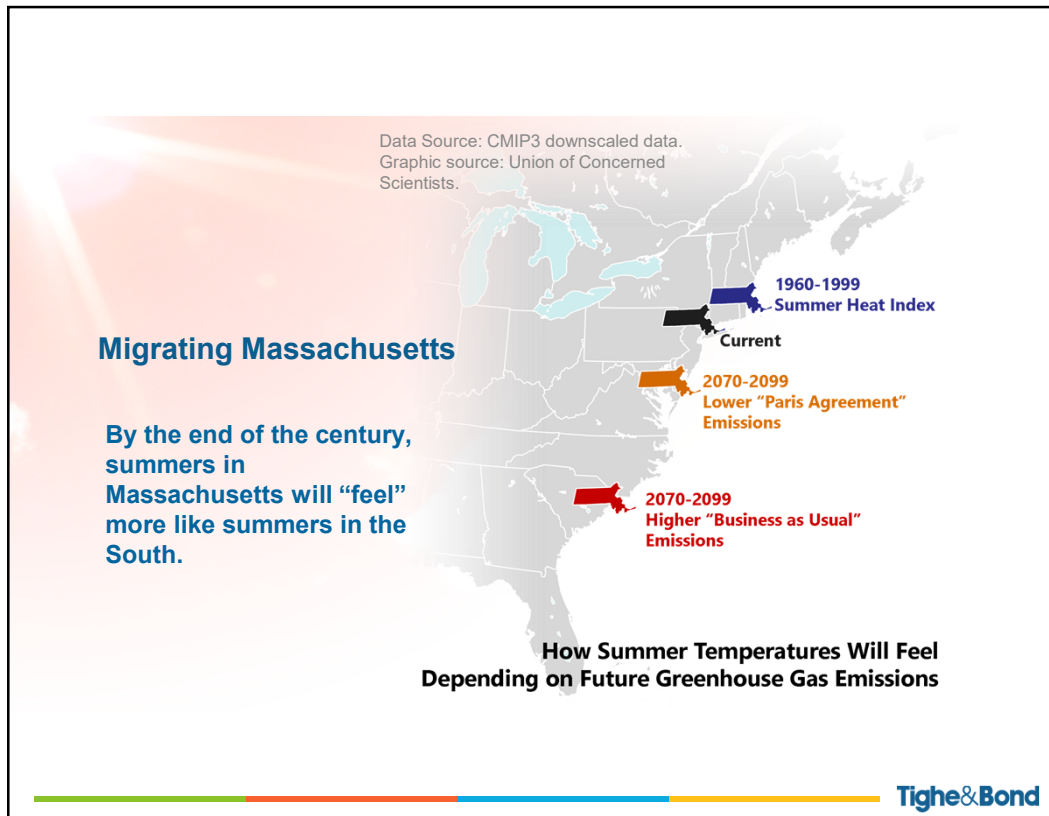 Data Source: CMIP3 downscaled data.
Graphic source: Union of Concerned
Scientists.
1960-1999
Summer Heat Index
Current
Migrating Massachusetts
2070-2099
Lower “Paris Agreement”
Emissions
By the end of the century,
summers in
Massachusetts will “feel”
more like summers in the
South.
2070-2099
Higher “Business as Usual”
Emissions
How Summer Temperatures Will Feel
Depending on Future Greenhouse Gas Emissions
Tighe&Bond